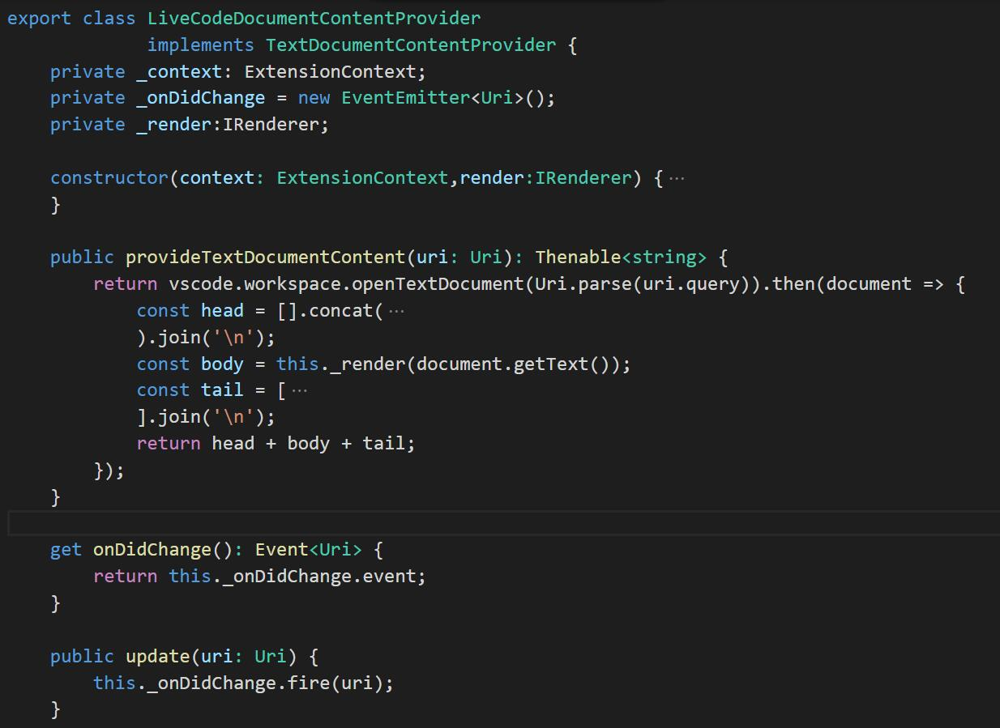 export class LiveCodeDocumentContentProvider
             implements TextDocumentContentProvider {
    private _context: ExtensionContext;
    private _onDidChange = new EventEmitter<Uri>();
    private _render:IRenderer;

    constructor(context: ExtensionContext,render:IRenderer) {···
    }

    public provideTextDocumentContent(uri: Uri): Thenable<string> {
        return vscode.workspace.openTextDocument(Uri.parse(uri.query)).then(document => {
            const head = [].concat(···
            ).join('\n');
            const body = this._render(document.getText());
            const tail = [···
            ].join('\n');
            return head + body + tail;
        });
    }

    get onDidChange(): Event<Uri> {
        return this._onDidChange.event;
    }

    public update(uri: Uri) {
        this._onDidChange.fire(uri);
    }